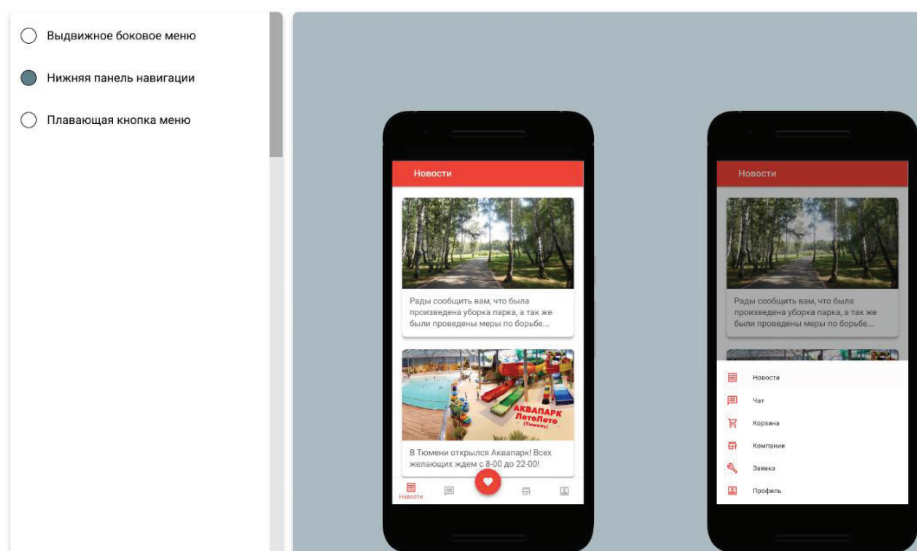 Выдвижное боковое меню
Нижняя панель навигации
Плавающая кнопка меню
Новости
Рады сообщить вам, что была
произведена уборка парка, а так же
были проведены меры по борьбе...
АКВАПАРК
ЛетоЛето
(Тюмень)
В Тюмени открылся Аквапарк! Всех
желающих ждем с 8-00 до 22-00!
Новости
Новости
Рады сообщить вам, что была
произведена уборка парка, а так же
были проведены меры по борьбе...
Новости
Чат
Корзина
Компании
Заявка
Профиль